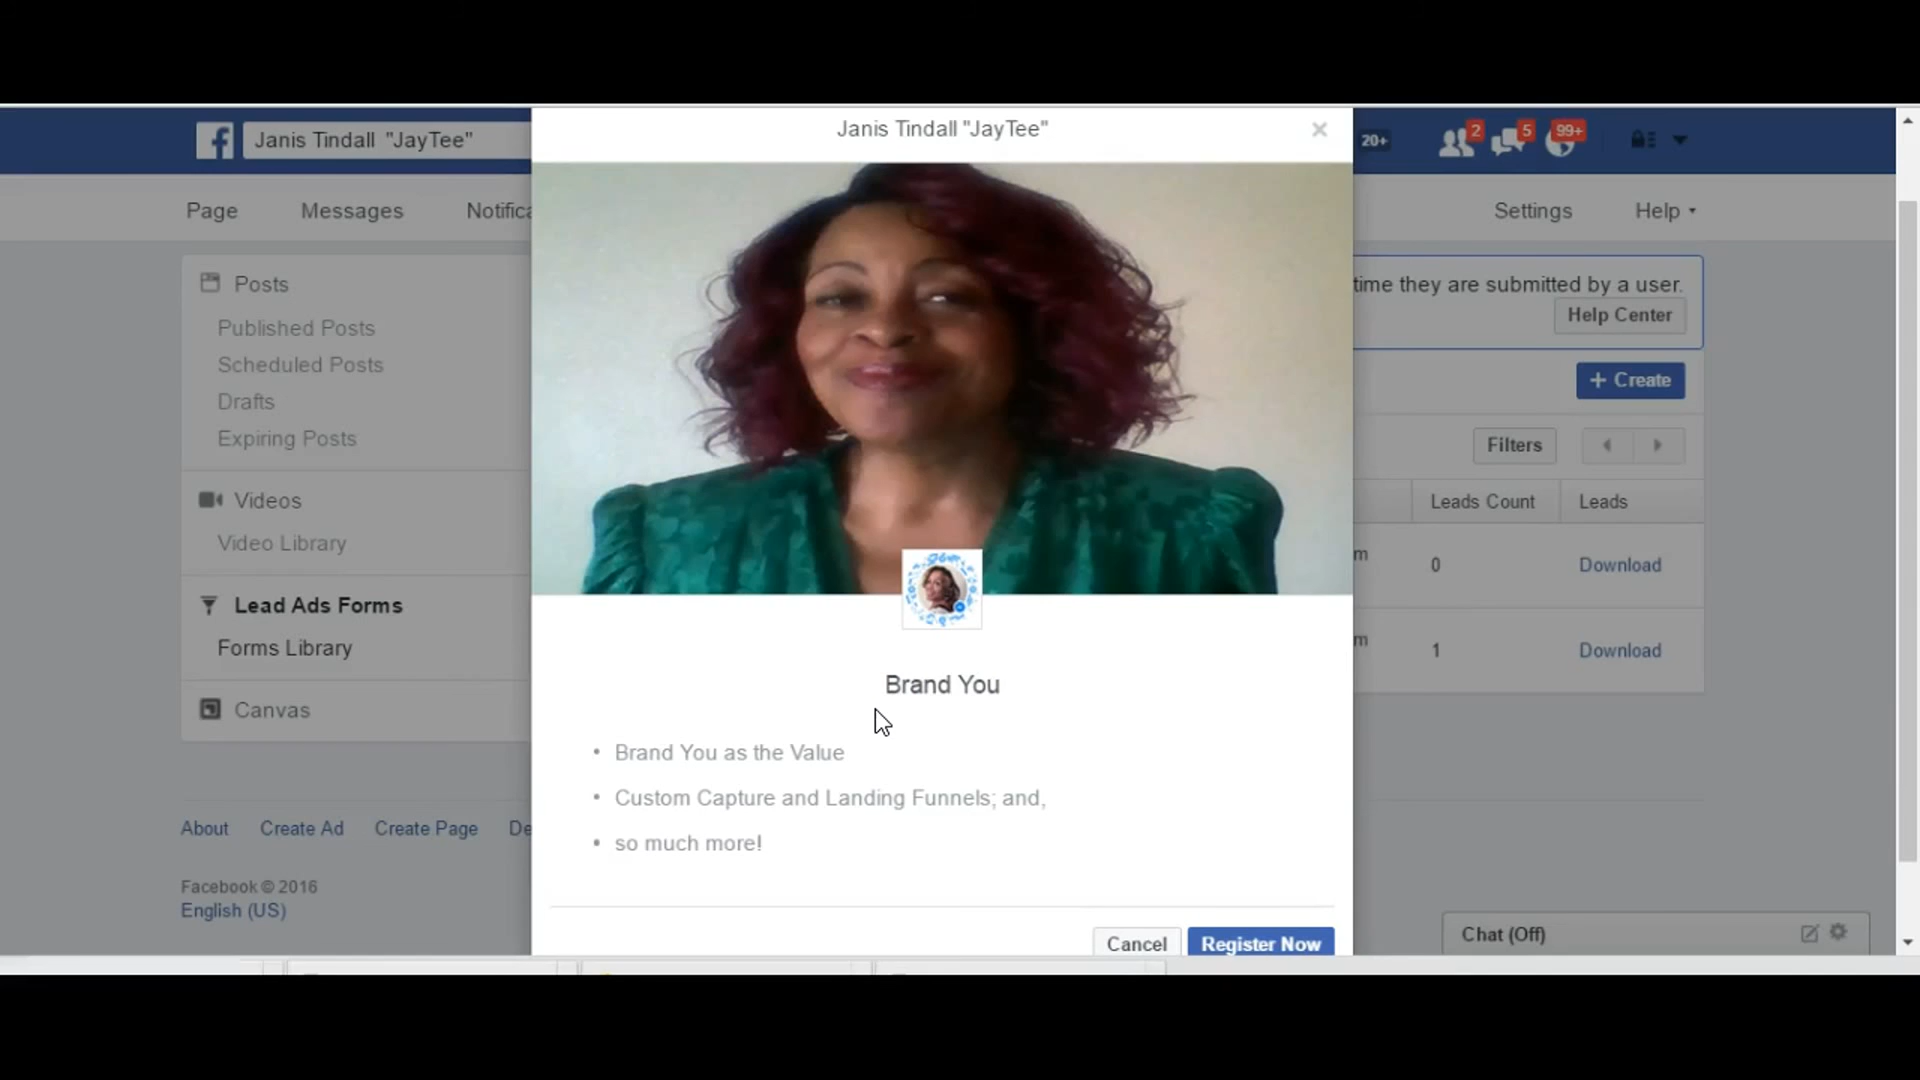 Janis Tindall "JayTee"
Janis Tindall "JayTee"
×
20+
2
5
99+
Page
Messages
Notifica
Settings
Help
Posts
Published Posts
Scheduled Posts
Drafts
Expiring Posts
Videos
Video Library
Lead Ads Forms
Forms Library
Canvas
time they are submitted by a user.
Help Center
+ Create
Filters
Leads Count
Leads
m
0
Download
m
1
Download
Brand You
• Brand You as the Value
• Custom Capture and Landing Funnels; and,
• so much more!
Cancel
Register Now
About
Create Ad
Create Page
De
Facebook © 2016
English (US)
Chat (Off)